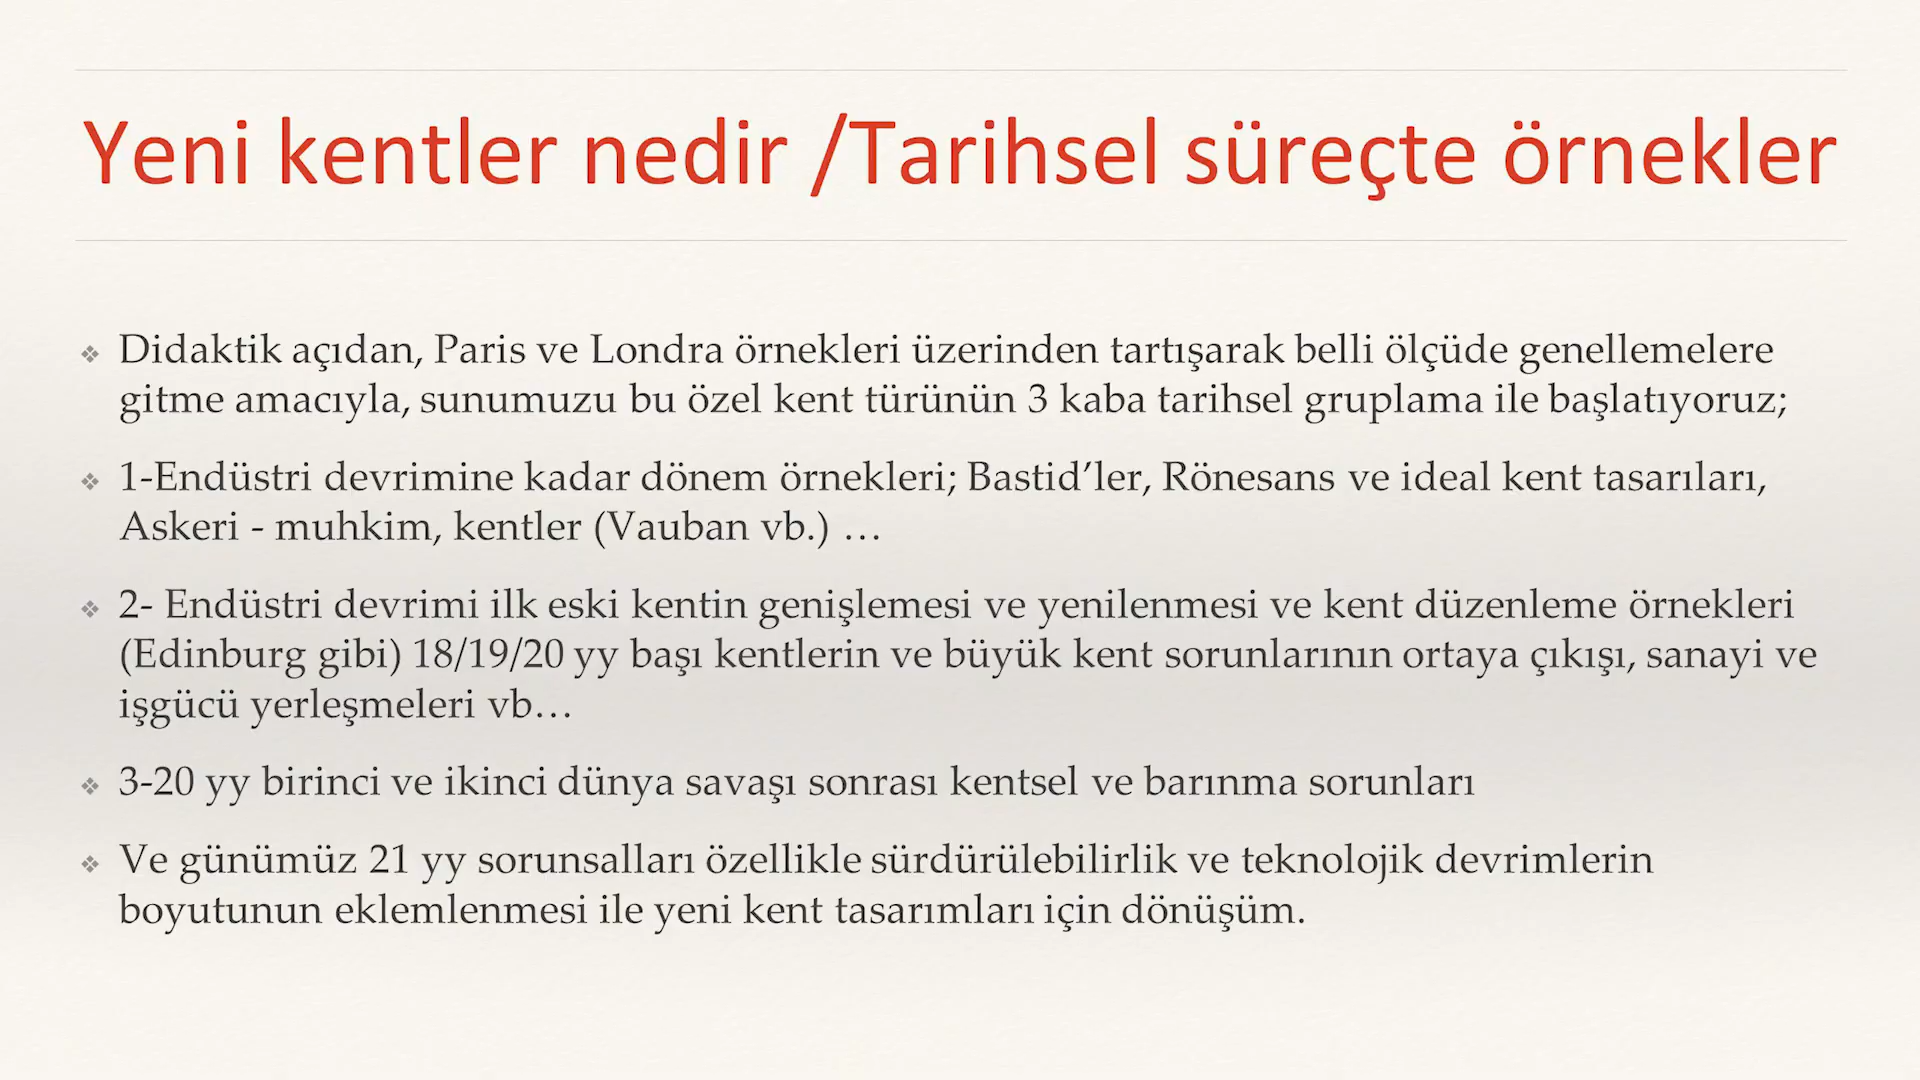 Yeni kentler nedir /Tarihsel süreçte örnekler
Didaktik açıdan, Paris ve Londra örnekleri üzerinden tartışarak belli ölçüde genellemelere
gitme amacıyla, sunumuzu bu özel kent türünün 3 kaba tarihsel gruplama ile başlatıyoruz;
1-Endüstri devrimine kadar dönem örnekleri; Bastid’ler, Rönesans ve ideal kent tasarıları,
Askeri - muhkim, kentler (Vauban vb.) …
2- Endüstri devrimi ilk eski kentin genişlemesi ve yenilenmesi ve kent düzenleme örnekleri
(Edinburg gibi) 18/19/20 yy başı kentlerin ve büyük kent sorunlarının ortaya çıkışı, sanayi ve
işgücü yerleşmeleri vb…
3-20 yy birinci ve ikinci dünya savaşı sonrası kentsel ve barınma sorunları
Ve günümüz 21 yy sorunsalları özellikle sürdürülebilirlik ve teknolojik devrimlerin
boyutunun eklemlenmesi ile yeni kent tasarımları için dönüşüm.